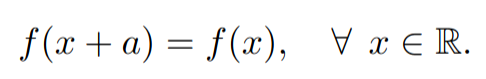 f(x + a) = f(x), ∀ x ∈ ℝ.